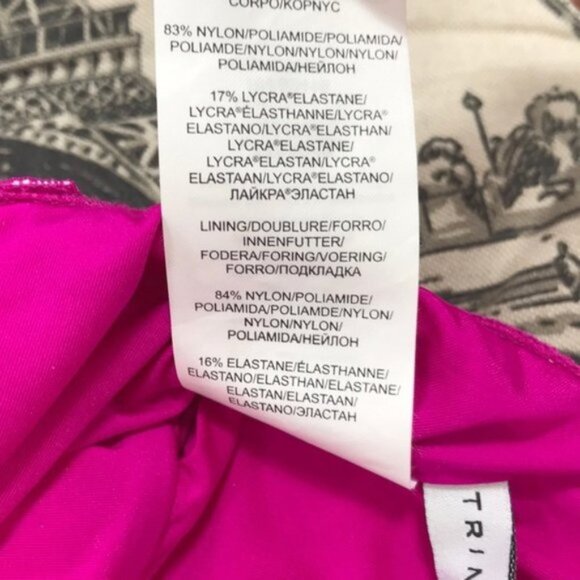 CORPO/КОРПУС
83% NYLON/POLIAMIDE/POLIAMIDA/
POLIAMDE/NYLON/NYLON/NYLON/
POLIAMIDA/НЕЙЛОН
17% LYCRA®ELASTANE/
LYCRA®ÉLASTHANNE/LYCRA®
ELASTANO/LYCRA®ELASTHAN/
LYCRA®ELASTANE/
LYCRA®ELASTAN/LYCRA®
ELASTAAN/LYCRA®ELASTANO/
ЛАЙКРА®ЭЛАСТАН
LINING/DOUBLURE/FORRO/
INNENFUTTER/
FODERA/FORING/VOERING/
FORRO/ПОДКЛАДКА
84% NYLON/POLIAMIDE/
POLIAMIDA/POLIAMDE/NYLON/
NYLON/NYLON/
POLIAMIDA/НЕЙЛОН
16% ELASTANE/ÉLASTHANNE/
ELASTANO/ELASTHAN/ELASTANE/
ELASTAN/ELASTAAN/
ELASTANO/ЭЛАСТАН
TRIN